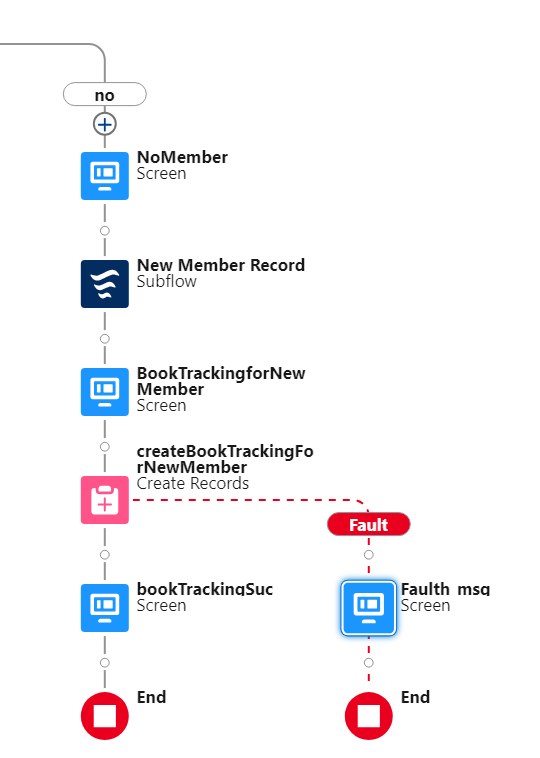 no
NoMember
Screen
New Member Record
Subflow
BookTrackingforNew
Member
Screen
createBookTrackingFo
rNewMember
Create Records
Fault
bookTrackingSuc
Screen
Faulth_msg
Screen
End
End